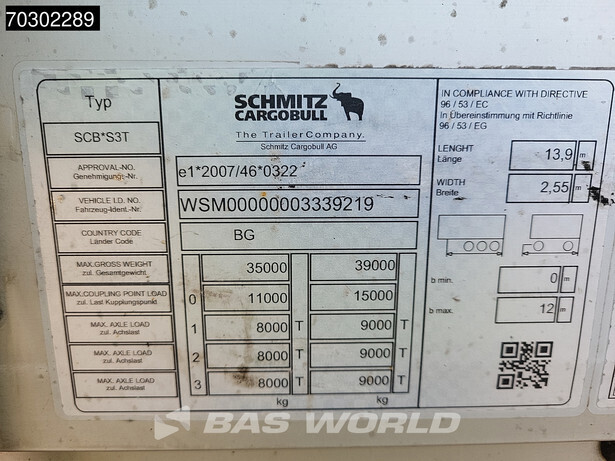 70302289
Typ
SCB*S3T
APPROVAL-NO.
Genehmigung.-Nr.
VEHICLE I.D. NO.
Fahrzeug-Ident.-Nr.
COUNTRY CODE
Länder Code
MAX.GROSS WEIGHT
zul. Gesamtgewicht
MAX.COUPLING POINT LOAD
zul. Last Kupplungspunkt
MAX. AXLE LOAD
zul. Achslast
MAX. AXLE LOAD
zul. Achslast
MAX. AXLE LOAD
zul. Achslast
SCHMITZ
CARGOBULL
The TrailerCompany.
Schmitz Cargobull AG
e1*2007/46*0322
WSM00000003339219
BG
35000 39000
0 11000 15000
1 8000 T 9000 T
2 8000 T 9000 T
3 8000 T 9000 T
kg kg
IN COMPLIANCE WITH DIRECTIVE
96 / 53 / EC
In Übereinstimmung mit Richtlinie
96 / 53 / EG
LENGHT
Länge
13,9 m
WIDTH
Breite
2,55 m
b min. 0 m
b max. 12 m
BAS WORLD